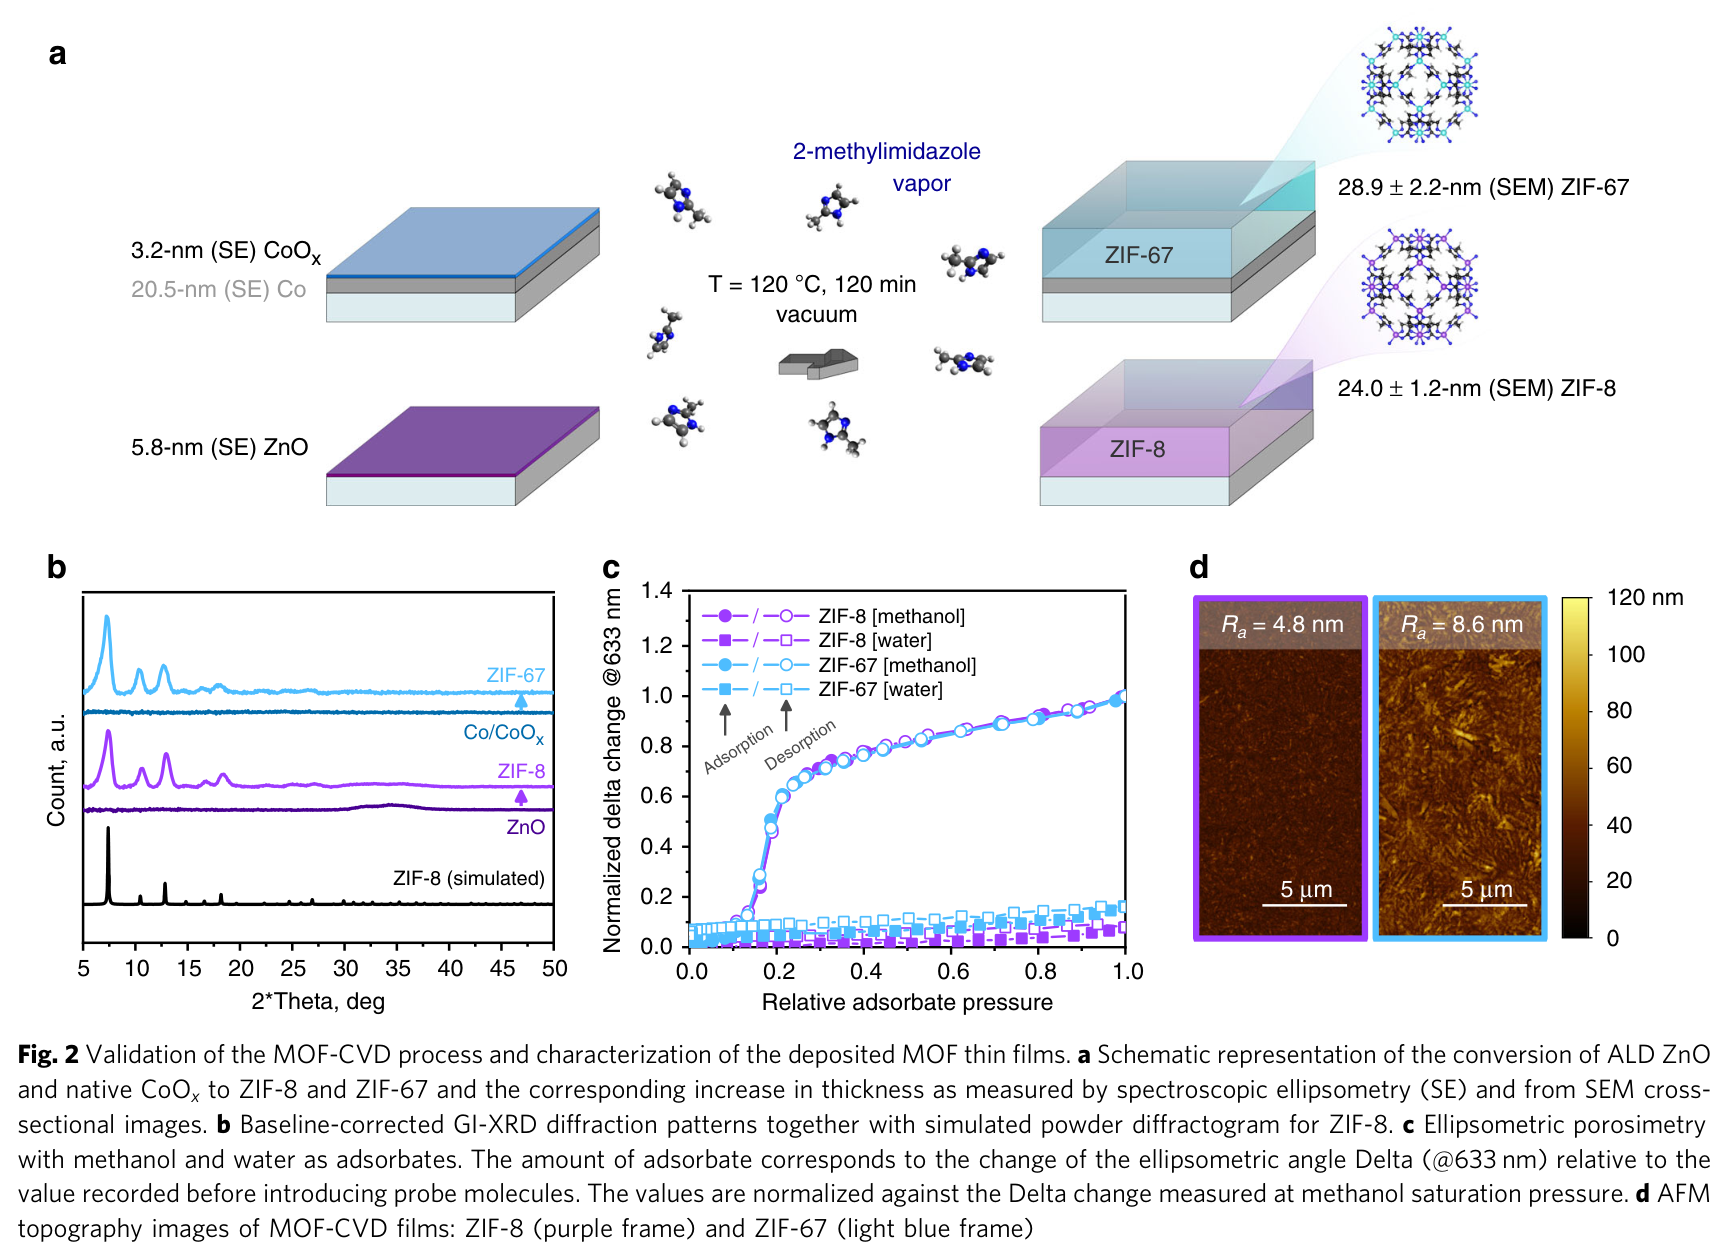 a
2-methylimidazole
vapor
28.9 ± 2.2-nm (SEM) ZIF-67
3.2-nm (SE) CoOx
20.5-nm (SE) Co
T = 120 °C, 120 min
vacuum
ZIF-67
24.0 ± 1.2-nm (SEM) ZIF-8
5.8-nm (SE) ZnO
ZIF-8
b
Count, a.u.
ZIF-67
Co/CoOx
ZIF-8
ZnO
ZIF-8 (simulated)
5 10 15 20 25 30 35 40 45 50
2*Theta, deg
c
Normalized delta change @633 nm
1.4
1.2
1.0
0.8
0.6
0.4
0.2
0.0
/ ZIF-8 [methanol]
/ ZIF-8 [water]
/ ZIF-67 [methanol]
/ ZIF-67 [water]
Adsorption
Desorption
0.0 0.2 0.4 0.6 0.8 1.0
Relative adsorbate pressure
d
Ra = 4.8 nm
Ra = 8.6 nm
5 µm
5 µm
120 nm
100
80
60
40
20
0
Fig. 2 Validation of the MOF-CVD process and characterization of the deposited MOF thin films. a Schematic representation of the conversion of ALD ZnO
and native CoOx to ZIF-8 and ZIF-67 and the corresponding increase in thickness as measured by spectroscopic ellipsometry (SE) and from SEM cross-
sectional images. b Baseline-corrected GI-XRD diffraction patterns together with simulated powder diffractogram for ZIF-8. c Ellipsometric porosimetry
with methanol and water as adsorbates. The amount of adsorbate corresponds to the change of the ellipsometric angle Delta (@633 nm) relative to the
value recorded before introducing probe molecules. The values are normalized against the Delta change measured at methanol saturation pressure. d AFM
topography images of MOF-CVD films: ZIF-8 (purple frame) and ZIF-67 (light blue frame)